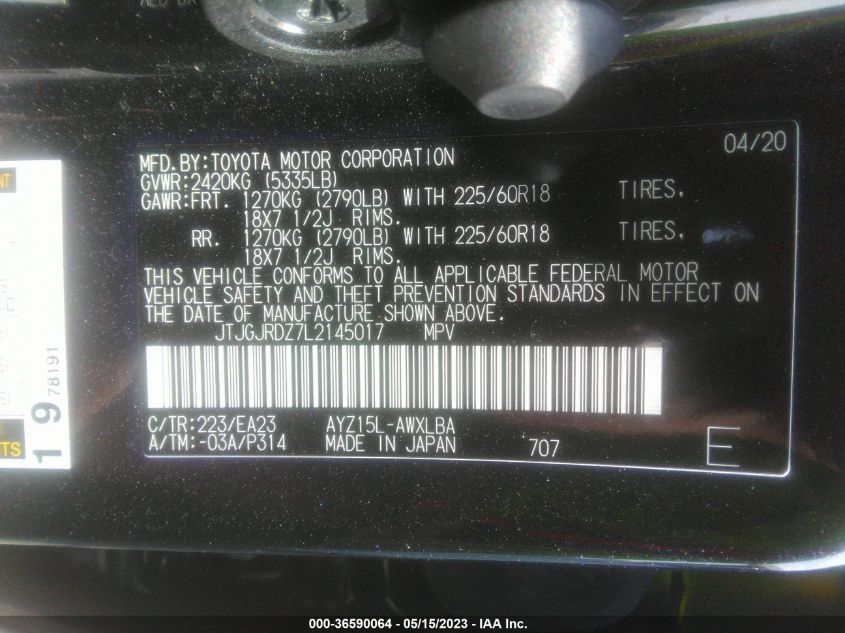 04/20
MFD.BY:TOYOTA MOTOR CORPORATION
GVWR:2420KG (5335LB)
GAWR:FRT. 1270KG (2790LB) WITH 225/60R18 TIRES.
18X7 1/2J RIMS.
RR. 1270KG (2790LB) WITH 225/60R18 TIRES.
18X7 1/2J RIMS.
THIS VEHICLE CONFORMS TO ALL APPLICABLE FEDERAL MOTOR
VEHICLE SAFETY AND THEFT PREVENTION STANDARDS IN EFFECT ON
THE DATE OF MANUFACTURE SHOWN ABOVE.
JTJGJRDZ7L2145017 MPV
C/TR:223/EA23 AYZ15L-AWXLBA
A/TM:-03A/P314 MADE IN JAPAN 707 E
19 78191
000-36590064 - 05/15/2023 - IAA Inc.